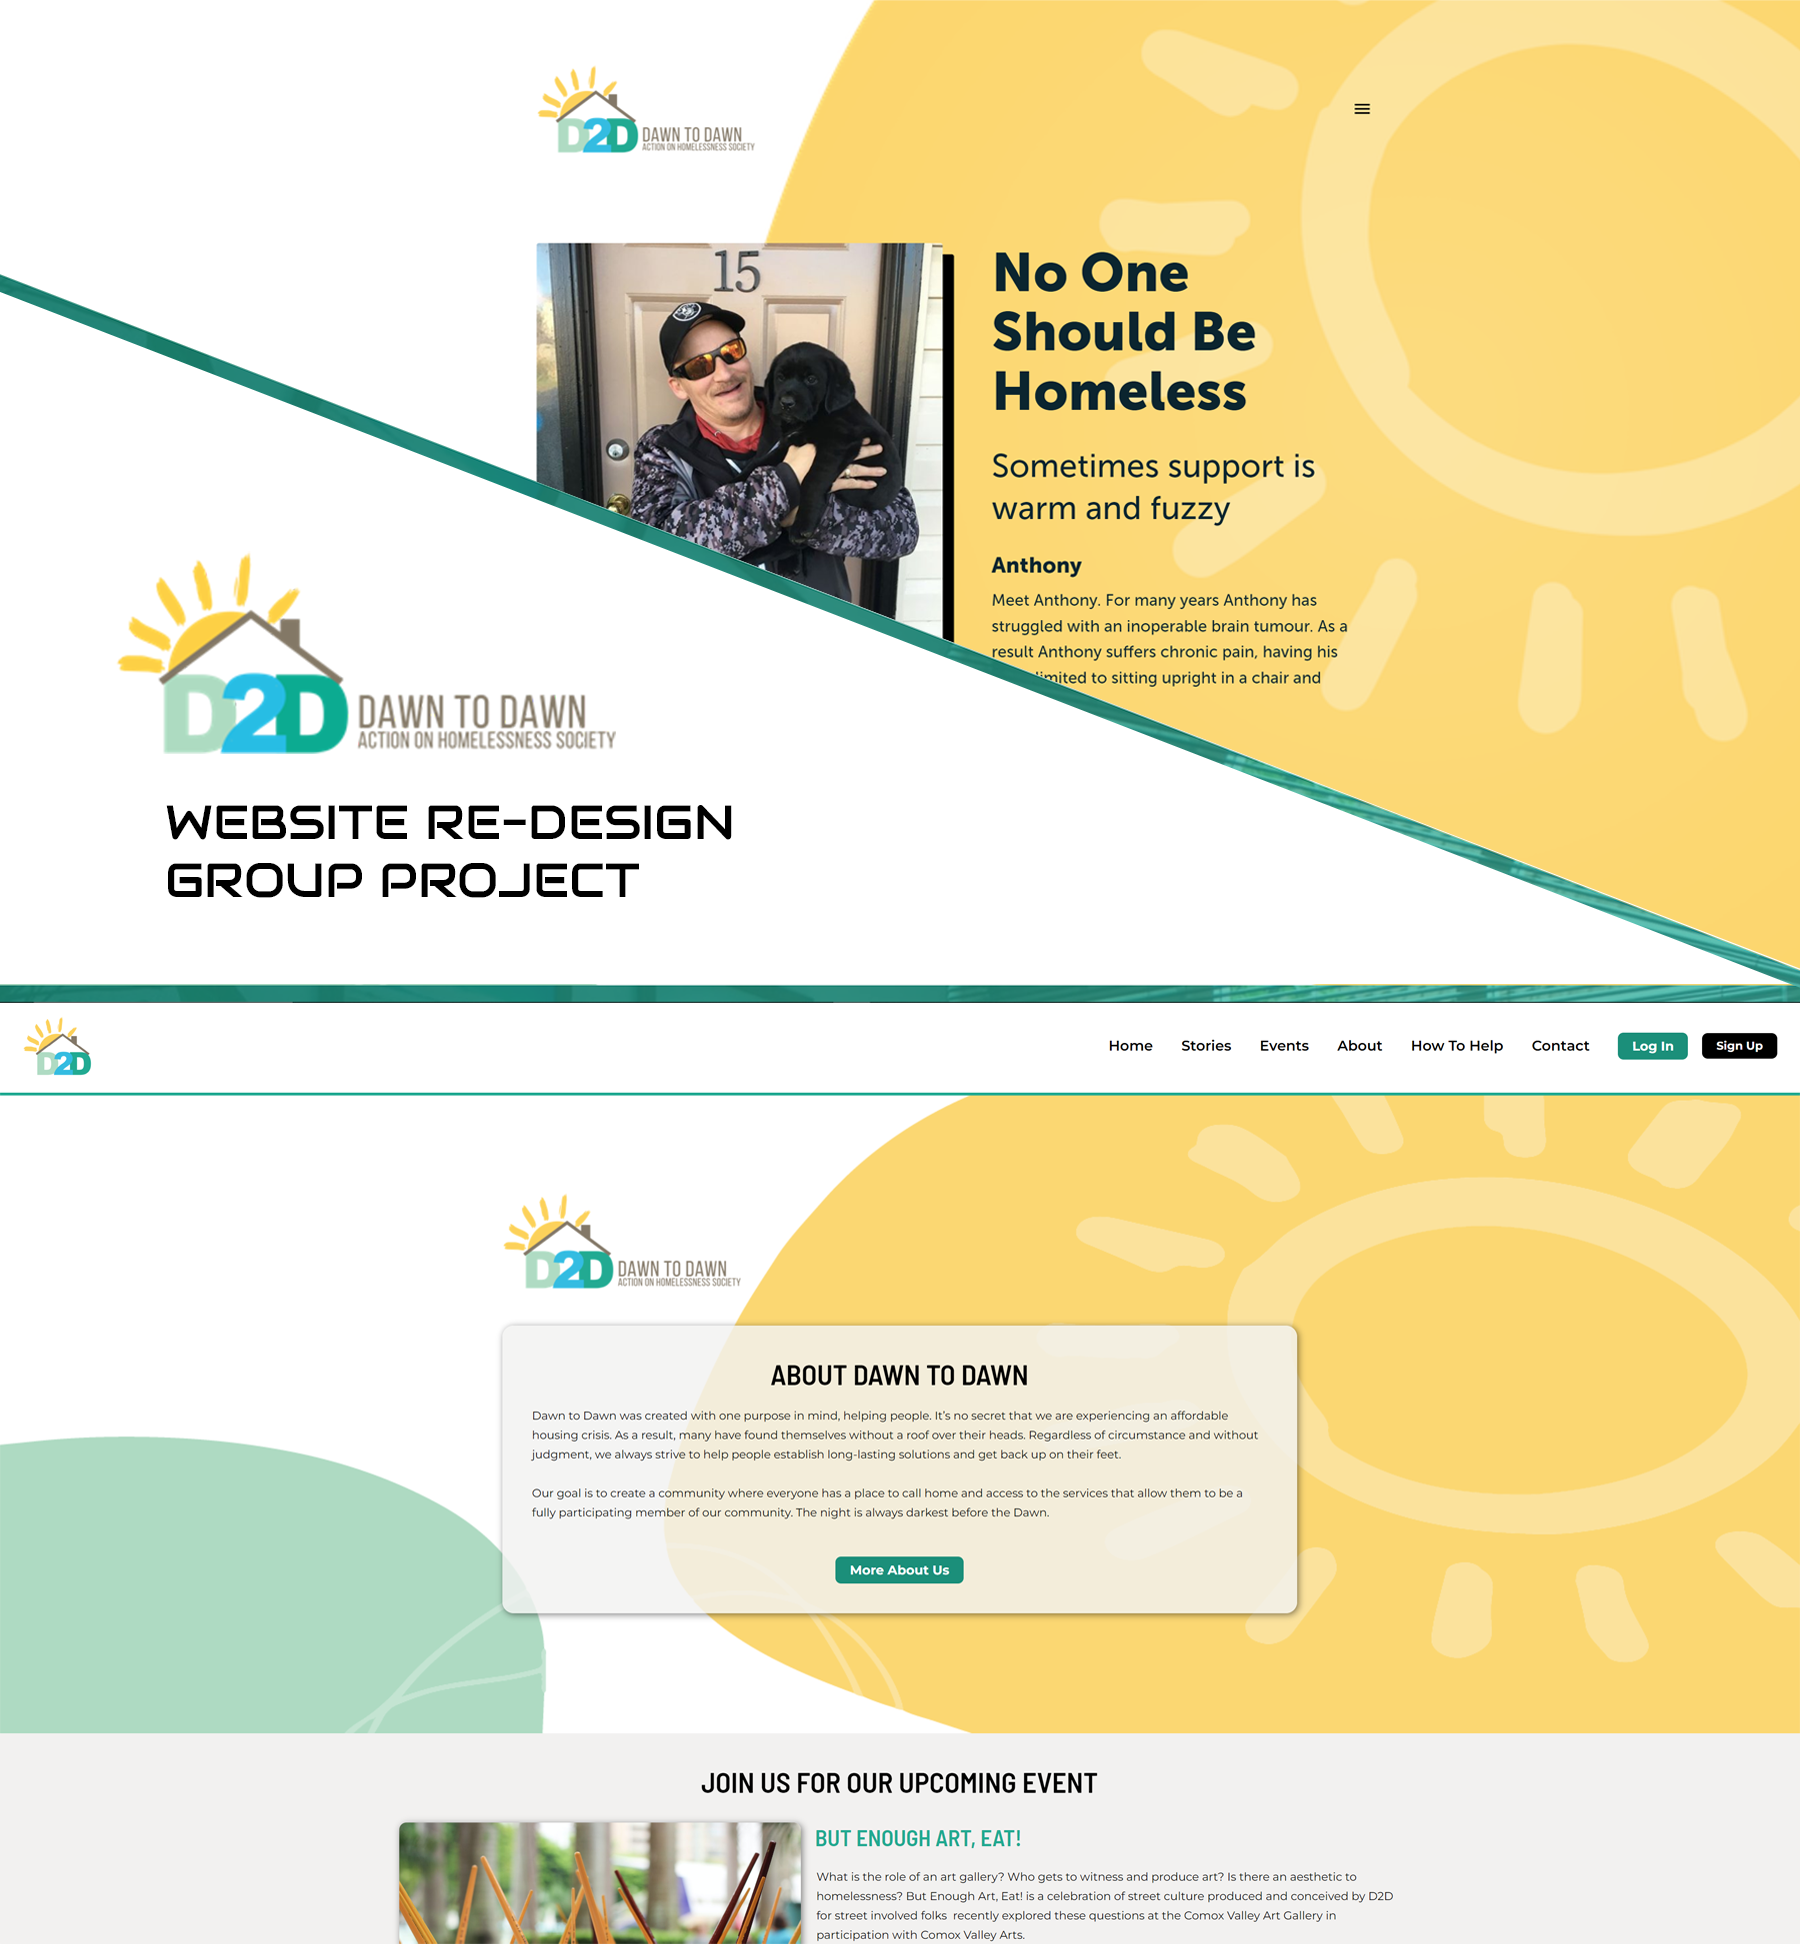 D2D DAWN TO DAWN
ACTION ON HOMELESSNESS SOCIETY
15
No One
Should Be
Homeless
Sometimes support is
warm and fuzzy
Anthony
Meet Anthony. For many years Anthony has
struggled with an inoperable brain tumour. As a
result Anthony suffers chronic pain, having his
limited to sitting upright in a chair and
D2D DAWN TO DAWN
ACTION ON HOMELESSNESS SOCIETY
WEBSITE RE-DESIGN
GROUP PROJECT
D2D
Home Stories Events About How To Help Contact Log In Sign Up
D2D DAWN TO DAWN
ACTION ON HOMELESSNESS SOCIETY
ABOUT DAWN TO DAWN
Dawn to Dawn was created with one purpose in mind, helping people. It's no secret that we are experiencing an affordable
housing crisis. As a result, many have found themselves without a roof over their heads. Regardless of circumstance and without
judgment, we always strive to help people establish long-lasting solutions and get back up on their feet.
Our goal is to create a community where everyone has a place to call home and access to the services that allow them to be a
fully participating member of our community. The night is always darkest before the Dawn.
More About Us
JOIN US FOR OUR UPCOMING EVENT
BUT ENOUGH ART, EAT!
What is the role of an art gallery? Who gets to witness and produce art? Is there an aesthetic to
homelessness? But Enough Art, Eat! is a celebration of street culture produced and conceived by D2D
for street involved folks recently explored these questions at the Comox Valley Art Gallery in
participation with Comox Valley Arts.